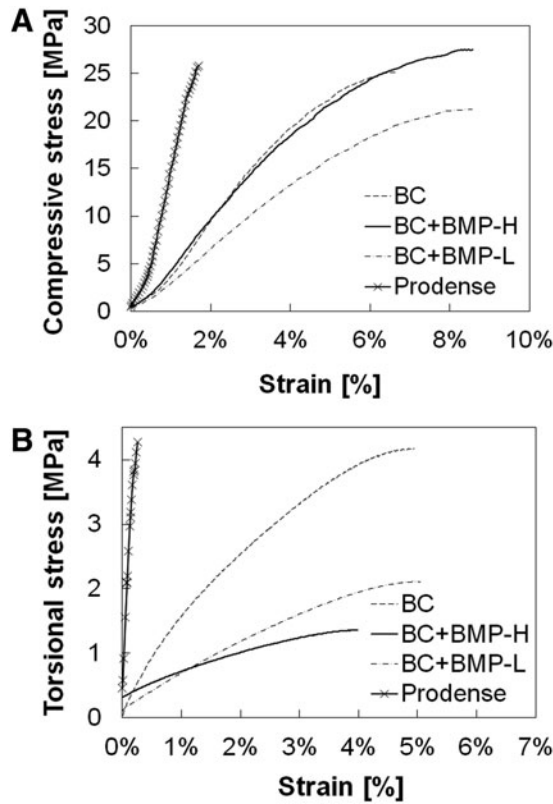 A
Compressive stress [MPa]
30
25
20
15
10
5
0
BC
BC+BMP-H
BC+BMP-L
Prodense
0% 2% 4% 6% 8% 10%
Strain [%]
B
Torsional stress [MPa]
4
3
2
1
0
BC
BC+BMP-H
BC+BMP-L
Prodense
0% 1% 2% 3% 4% 5% 6% 7%
Strain [%]